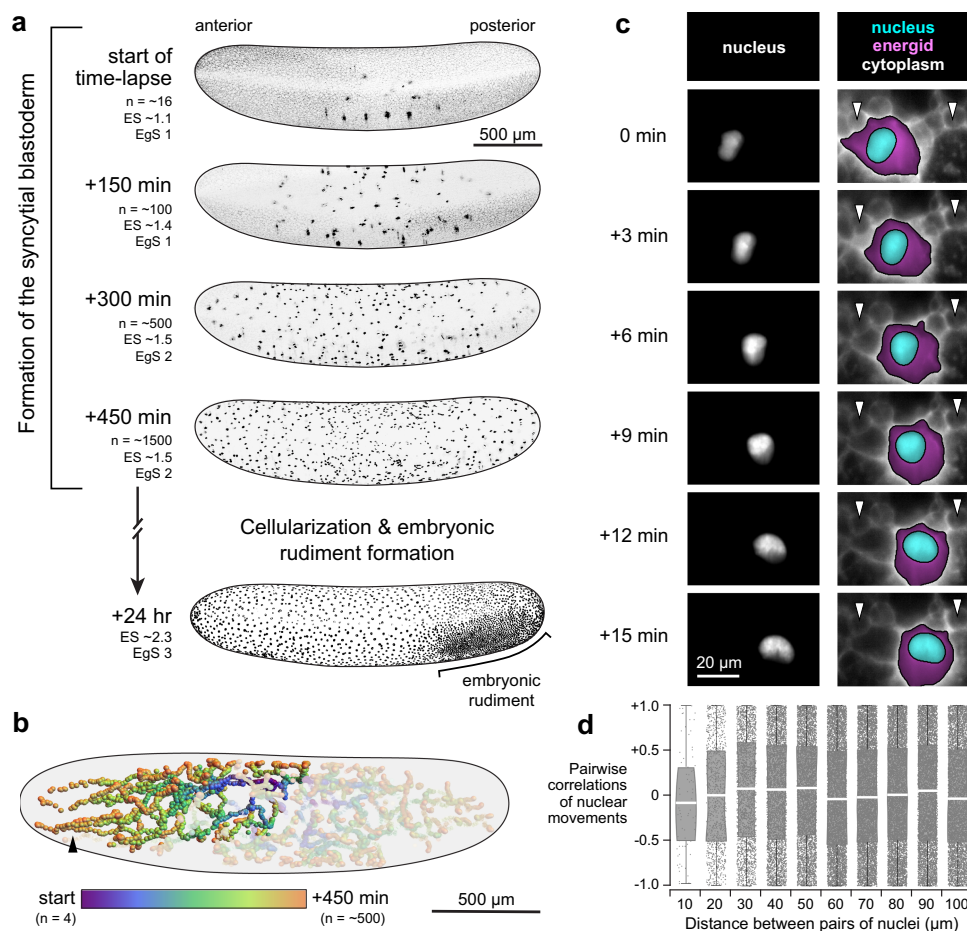 a
anterior
posterior
Formation of the syncytial blastoderm
start of
time-lapse
n = ~16
ES ~1.1
EgS 1
500 µm
+150 min
n = ~100
ES ~1.4
EgS 1
+300 min
n = ~500
ES ~1.5
EgS 2
+450 min
n = ~1500
ES ~1.5
EgS 2
Cellularization & embryonic
rudiment formation
+24 hr
ES ~2.3
EgS 3
embryonic
rudiment
b
start
+450 min
(n = 4)
(n = ~500)
500 µm
c
nucleus
nucleus
energid
cytoplasm
0 min
+3 min
+6 min
+9 min
+12 min
+15 min
20 µm
d
Pairwise
correlations
of nuclear
movements
+1.0
+0.5
0
-0.5
-1.0
10 20 30 40 50 60 70 80 90 100
Distance between pairs of nuclei (µm)